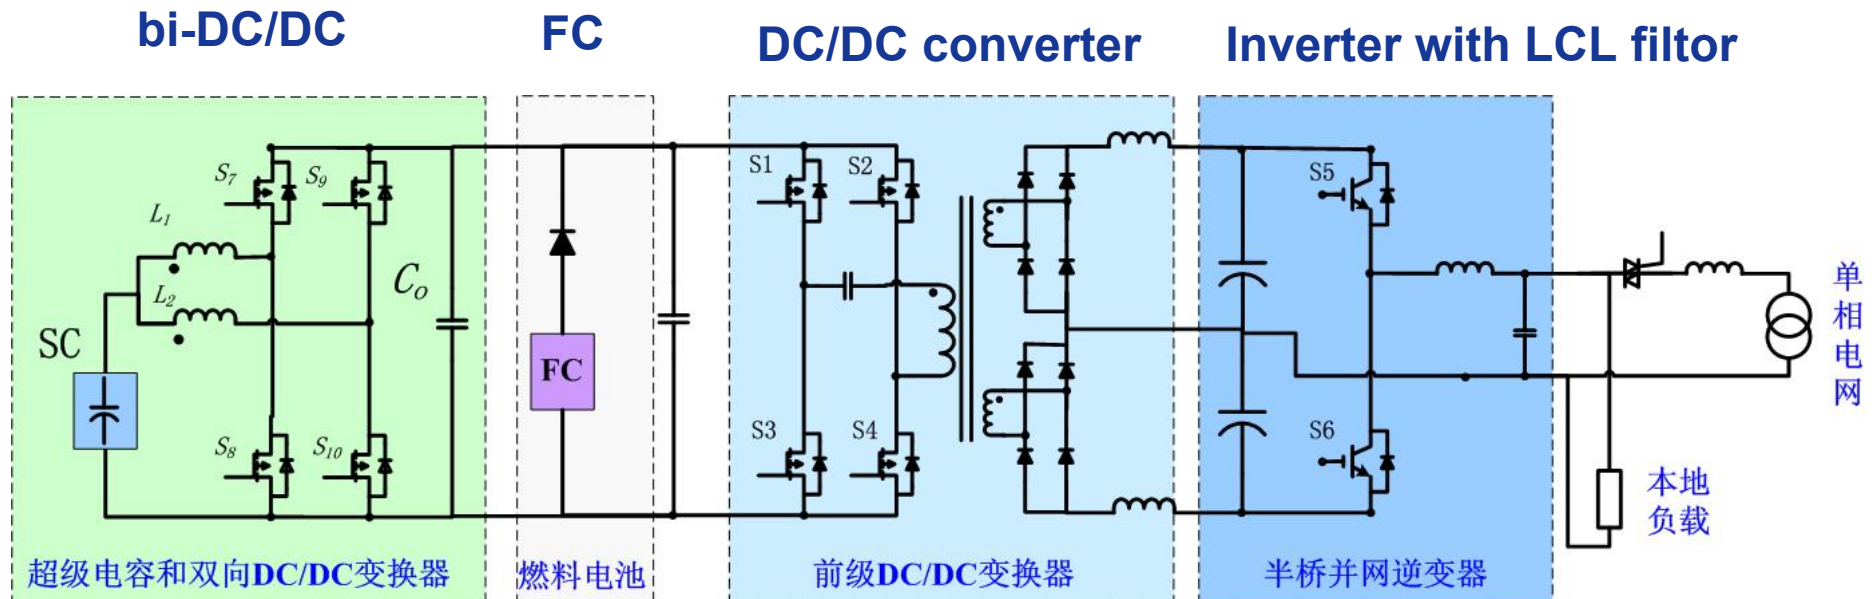 bi-DC/DC
FC
DC/DC converter
Inverter with LCL filtor
S7
S9
S1
S2
S5
L1
L2
Co
SC
FC
S8
S10
S3
S4
S6
单相电网
本地
负载
超级电容和双向DC/DC变换器
燃料电池
前级DC/DC变换器
半桥并网逆变器